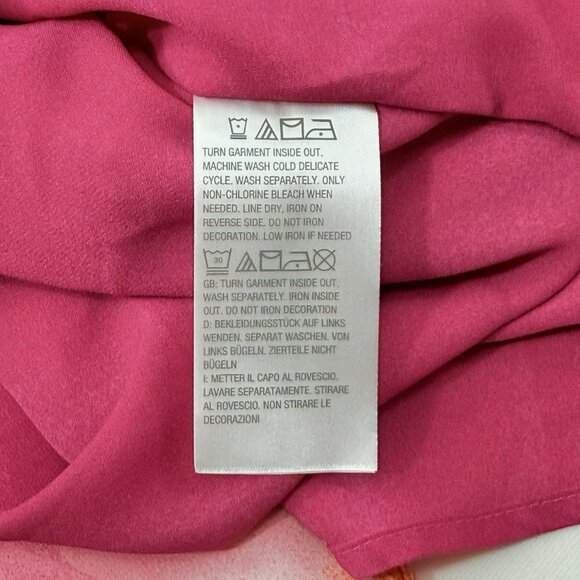 TURN GARMENT INSIDE OUT.
MACHINE WASH COLD DELICATE
CYCLE. WASH SEPARATELY. ONLY
NON-CHLORINE BLEACH WHEN
NEEDED. LINE DRY. IRON ON
REVERSE SIDE. DO NOT IRON
DECORATION. LOW IRON IF NEEDED
30
GB: TURN GARMENT INSIDE OUT.
WASH SEPARATELY. IRON INSIDE
OUT. DO NOT IRON DECORATION
D: BEKLEIDUNGSSTÜCK AUF LINKS
WENDEN. SEPARAT WASCHEN. VON
LINKS BÜGELN. ZIERTEILE NICHT
BÜGELN
I: METTER IL CAPO AL ROVESCIO.
LAVARE SEPARATAMENTE. STIRARE
AL ROVESCIO. NON STIRARE LE
DECORAZIONI